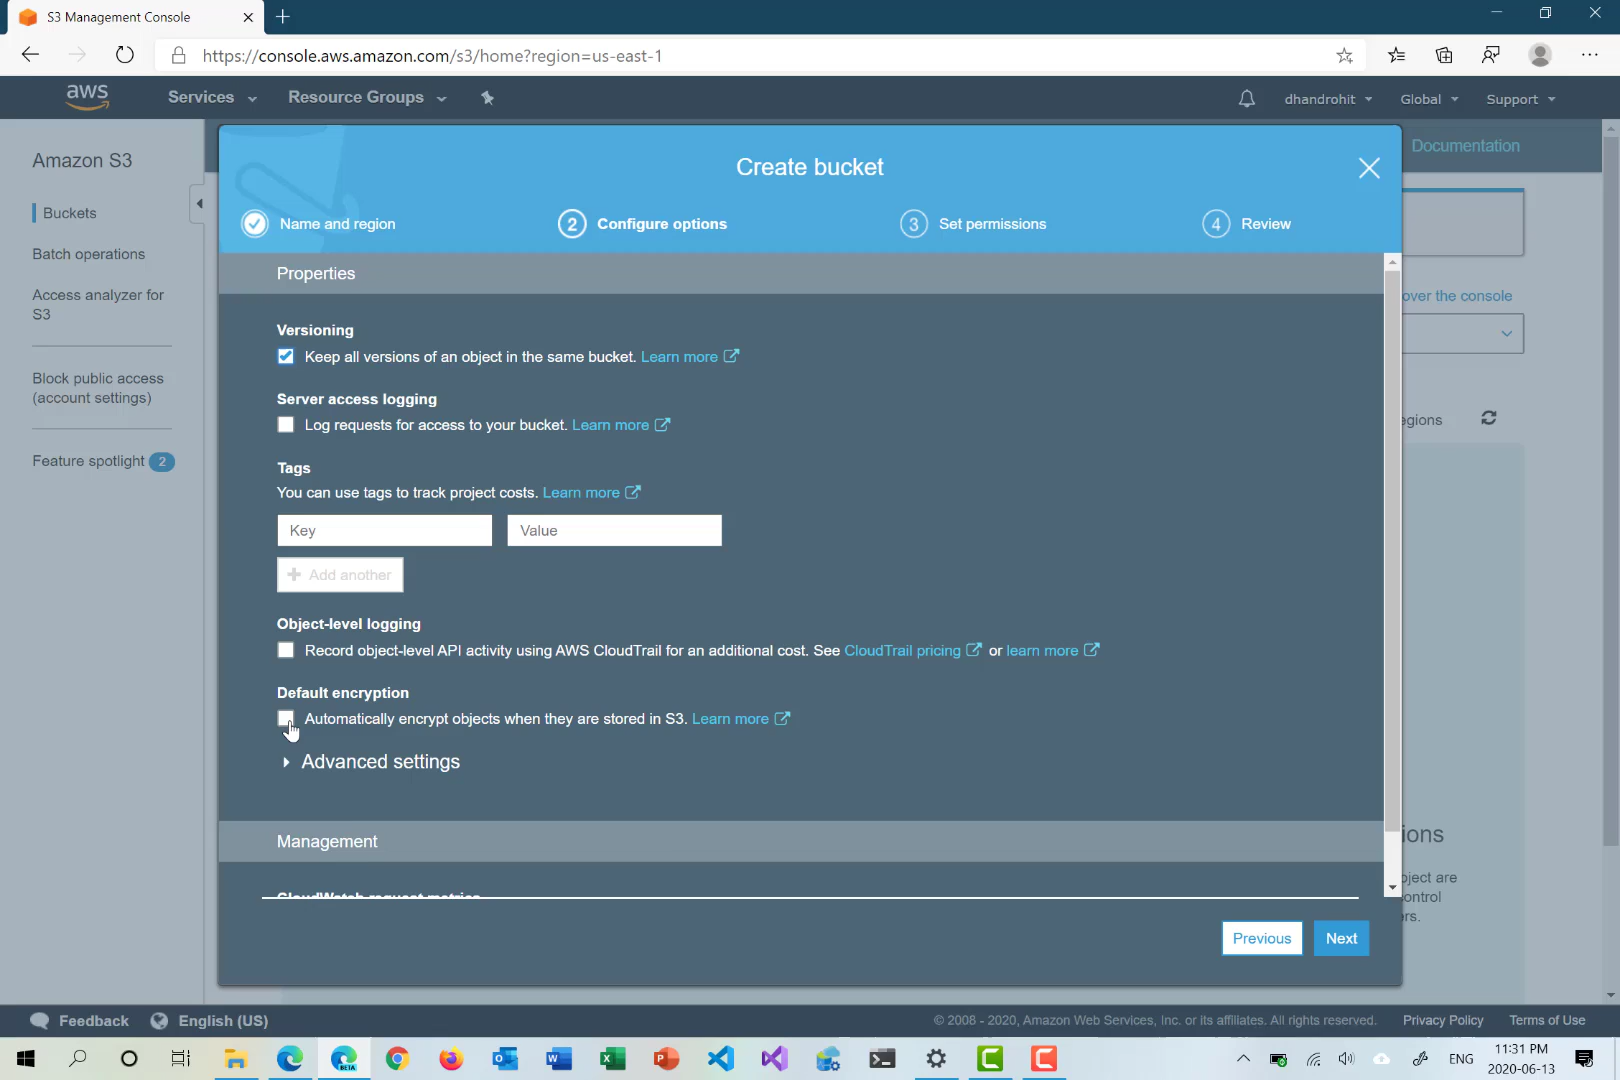 S3 Management Console
https://console.aws.amazon.com/s3/home?region=us-east-1
aws
Services
Resource Groups
dhandrohit
Global
Support
Amazon S3
Buckets
Batch operations
Access analyzer for
S3
Block public access
(account settings)
Feature spotlight 2
Documentation
over the console
egions
ions
oject are
ontrol
rs.
Create bucket
Name and region
2 Configure options
3 Set permissions
4 Review
Properties
Versioning
Keep all versions of an object in the same bucket. Learn more
Server access logging
Log requests for access to your bucket. Learn more
Tags
You can use tags to track project costs. Learn more
Key
Value
Add another
Object-level logging
Record object-level API activity using AWS CloudTrail for an additional cost. See CloudTrail pricing or learn more
Default encryption
Automatically encrypt objects when they are stored in S3. Learn more
Advanced settings
Management
CloudWatch request metrics
Previous
Next
Feedback
English (US)
© 2008 - 2020, Amazon Web Services, Inc. or its affiliates. All rights reserved.
Privacy Policy
Terms of Use
BETA
ENG
11:31 PM
2020-06-13